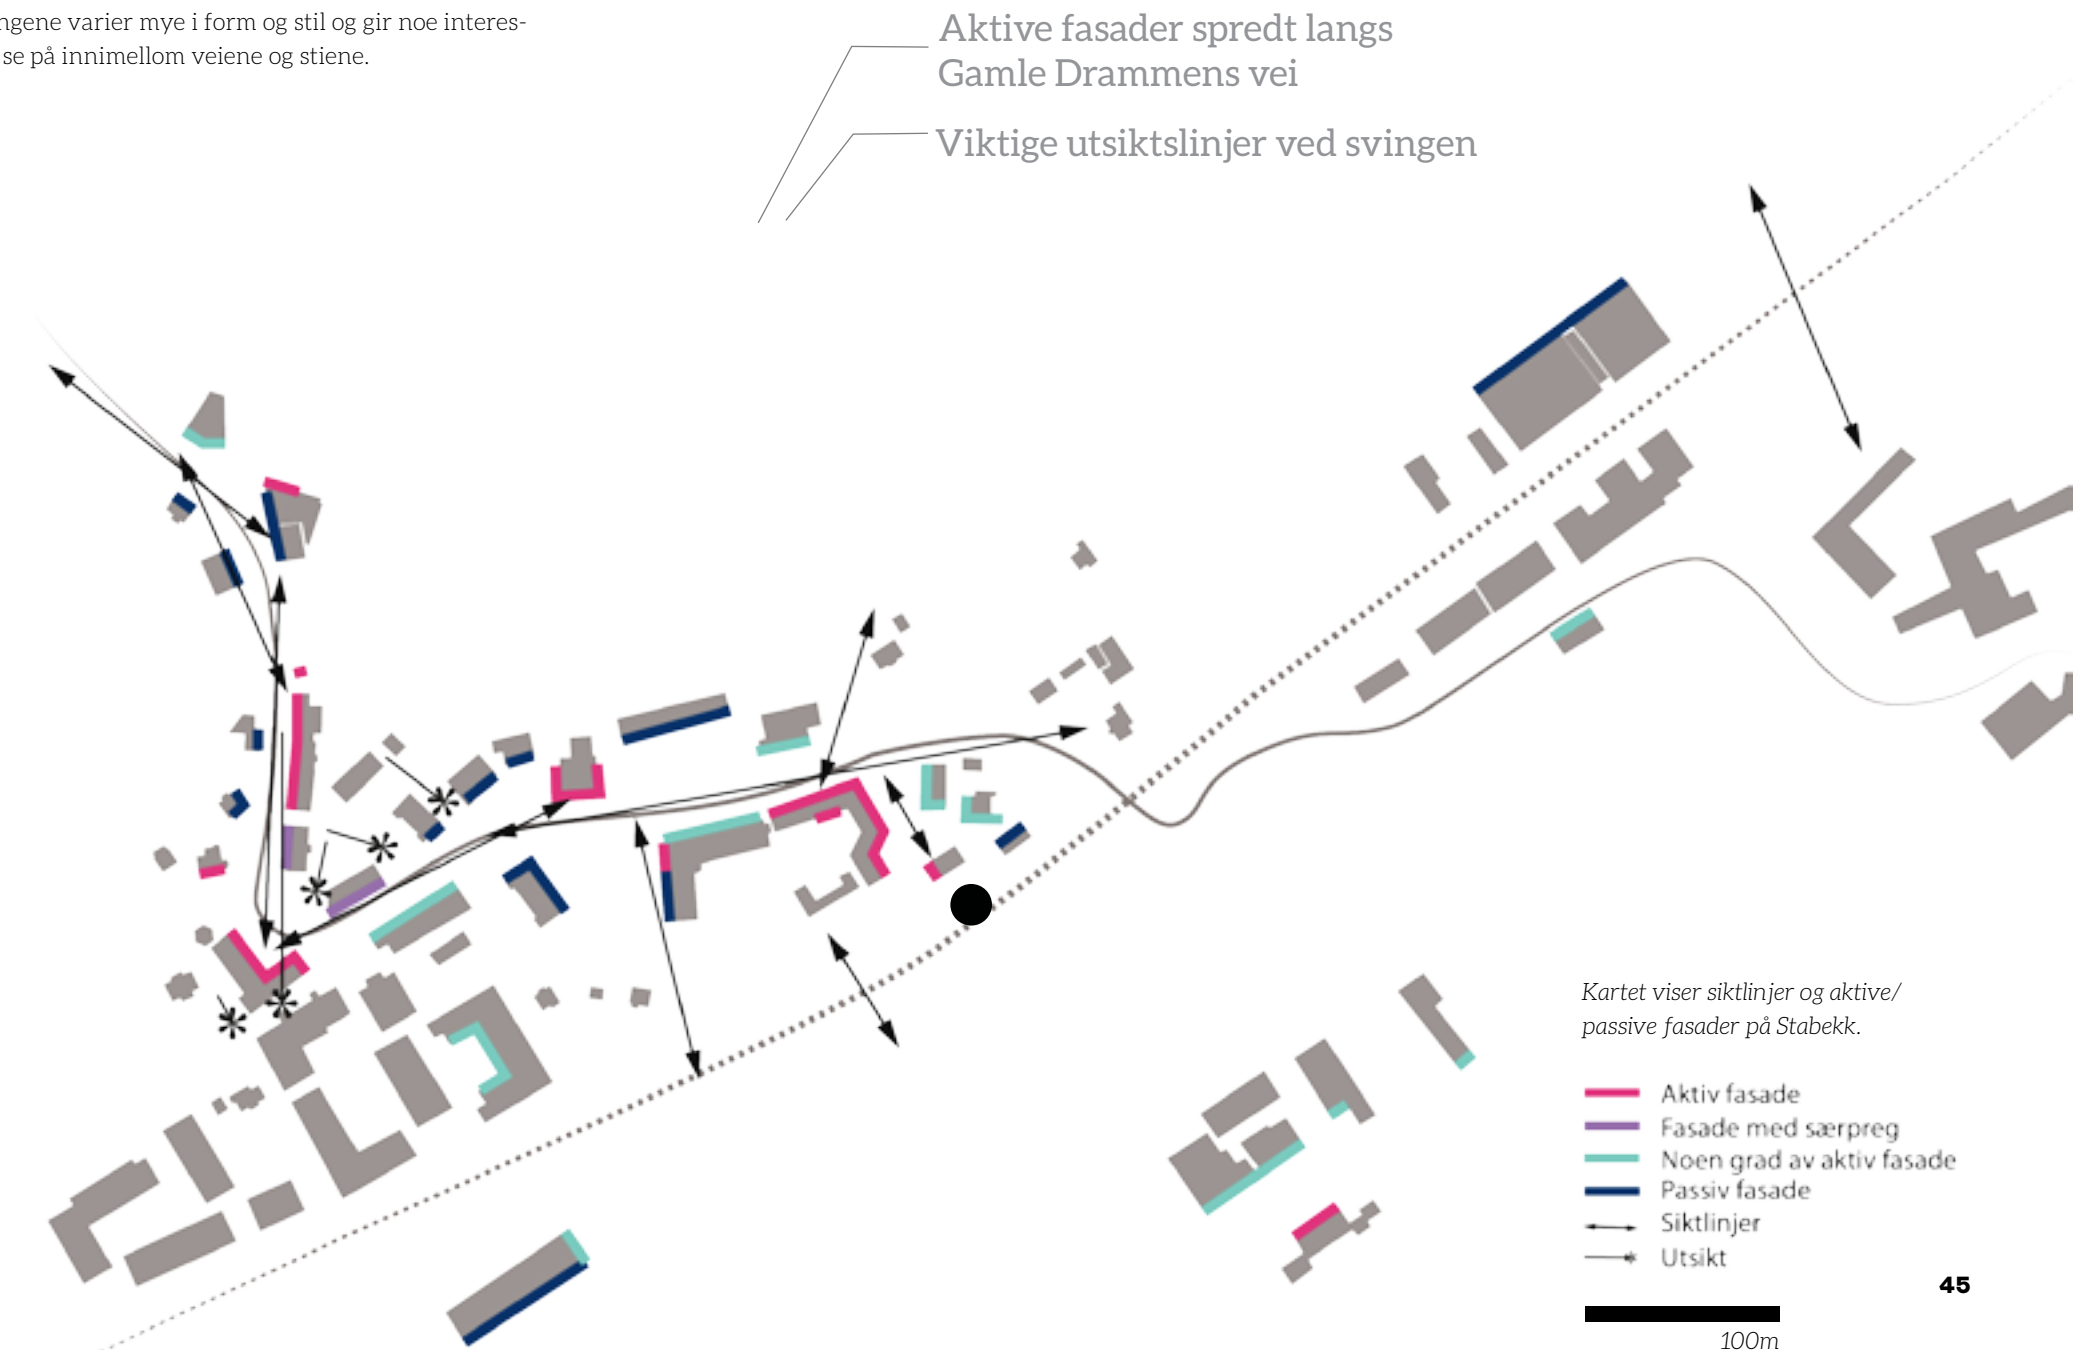 ngene varier mye i form og stil og gir noe interes-
se på innimellom veiene og stiene.
Aktive fasader spredt langs
Gamle Drammens vei
Viktige utsiktslinjer ved svingen
Kartet viser siktlinjer og aktive/
passive fasader på Stabekk.
Aktiv fasade
Fasade med særpreg
Noen grad av aktiv fasade
Passiv fasade
Siktlinjer
Utsikt
45
100m